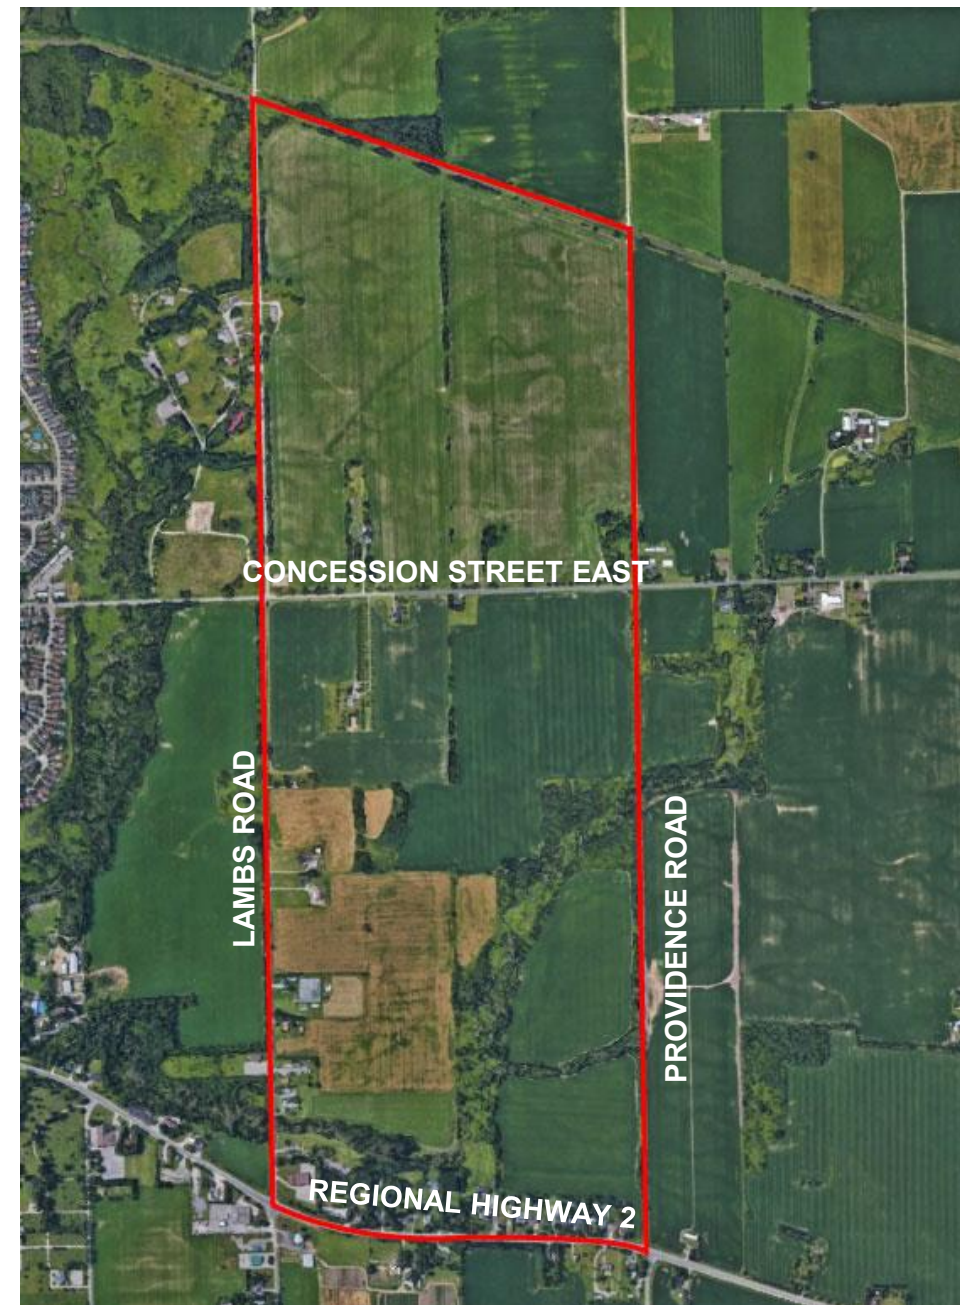 CONCESSION STREET EAST
LAMBS ROAD
PROVIDENCE ROAD
REGIONAL HIGHWAY 2